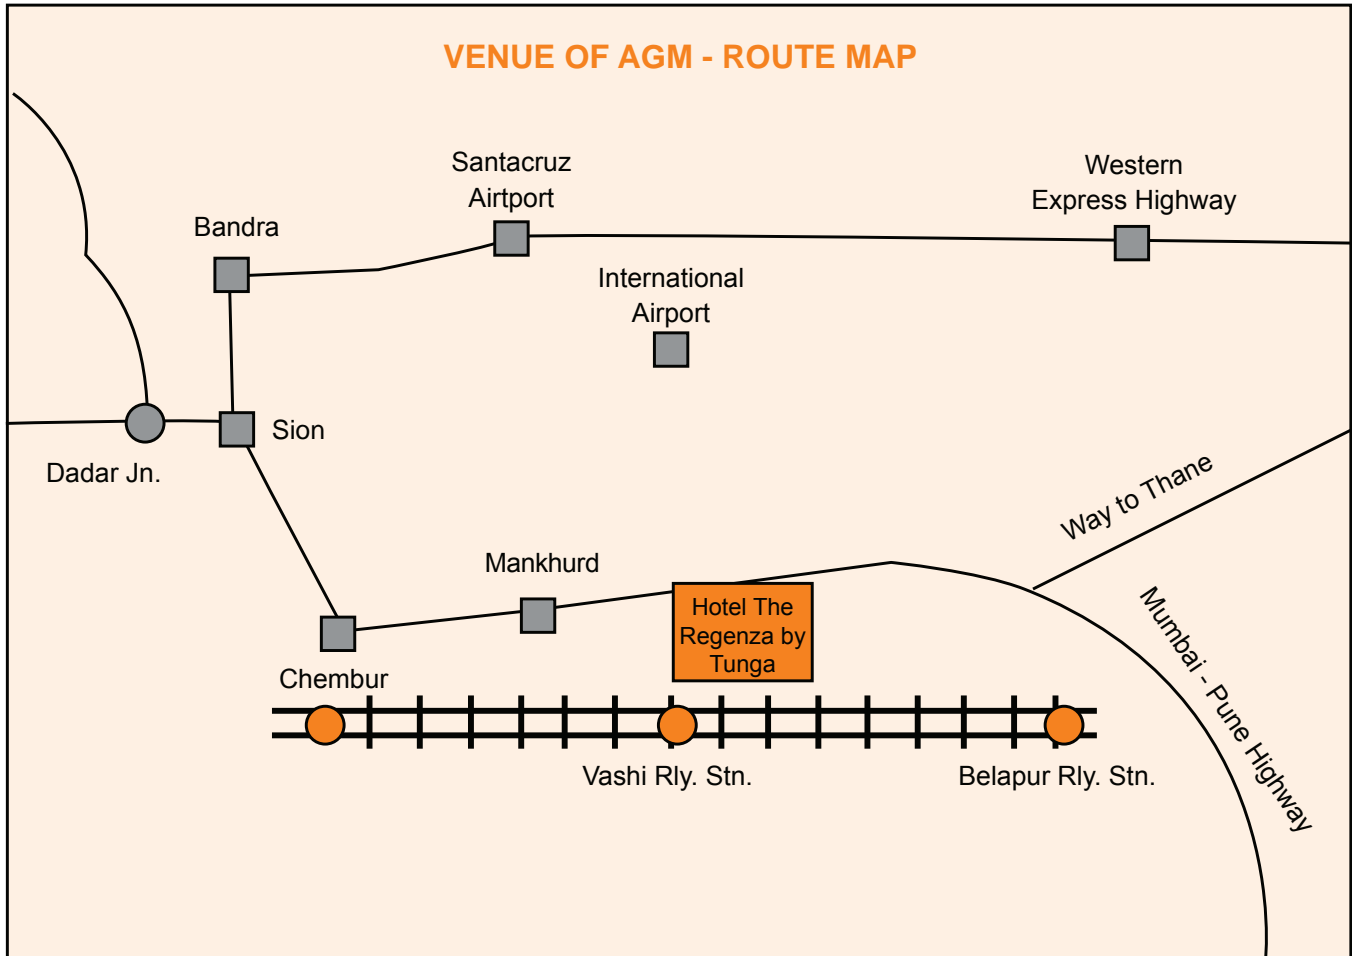 VENUE OF AGM - ROUTE MAP
Santacruz
Airtport
Western
Express Highway
Bandra
International
Airport
Sion
Dadar Jn.
Way to Thane
Mankhurd
Hotel The
Regenza by
Tunga
Mumbai - Pune Highway
Chembur
Vashi Rly. Stn.
Belapur Rly. Stn.